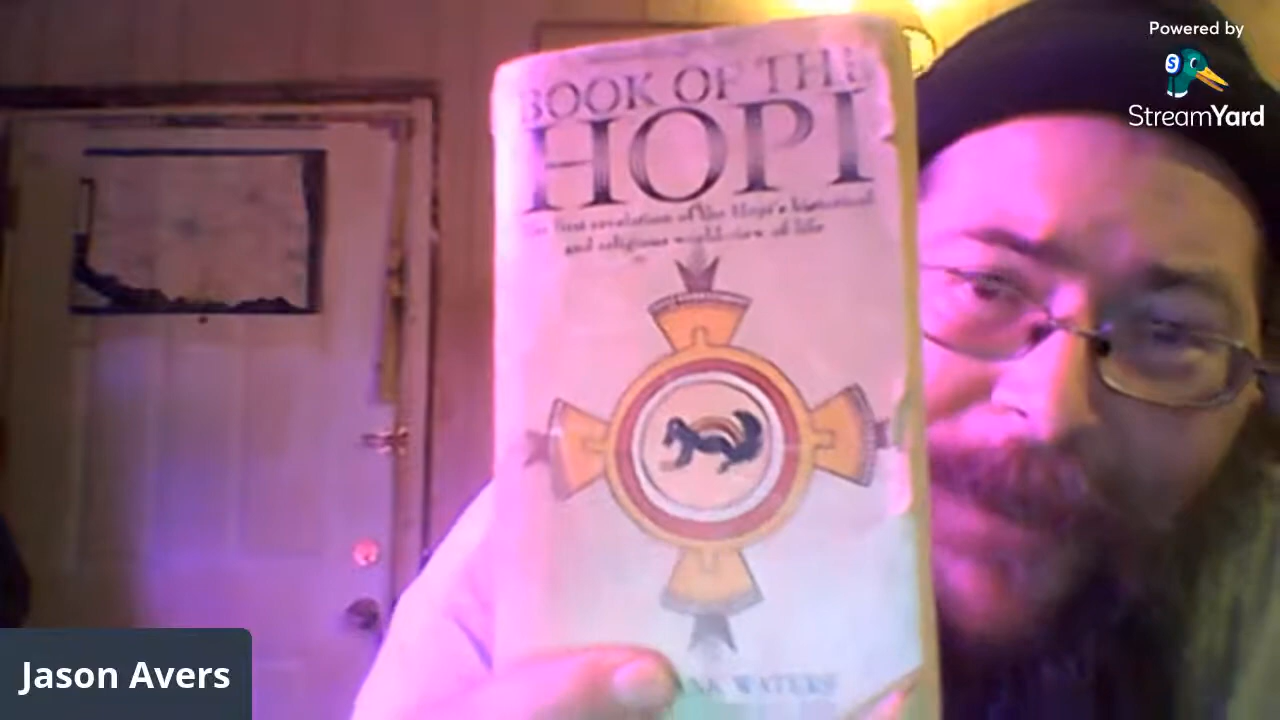 Powered by
StreamYard
BOOK OF THE
HOPI
first revelation of the Hopi's historical
and religious world-view of life
WATERS
Jason Avers